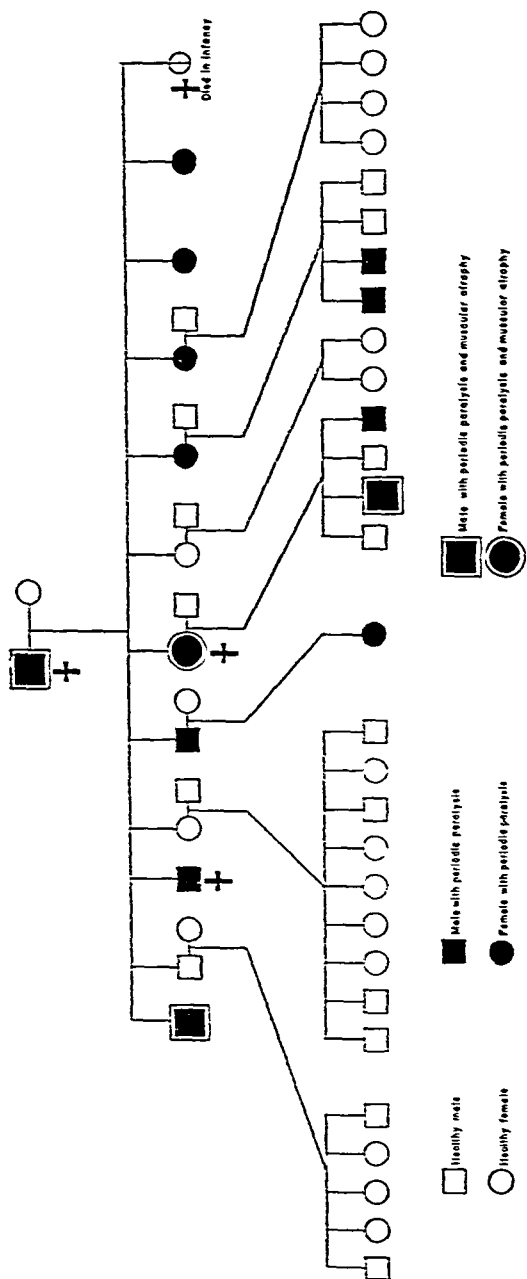 Died in infancy
Healthy male
Healthy female
Male with periodic paralysis
Female with periodic paralysis
Male with periodic paralysis and muscular atrophy
Female with periodic paralysis and muscular atrophy